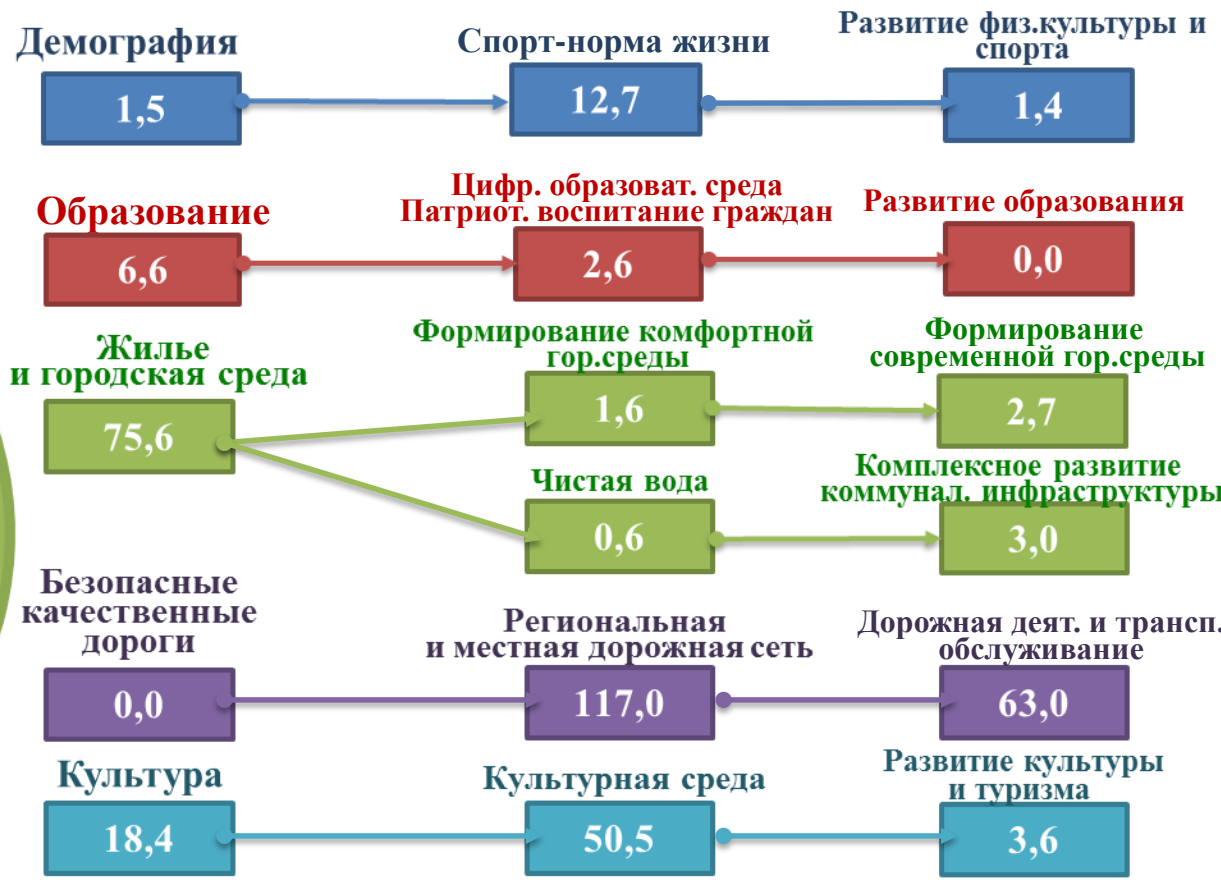 Демография
Спорт-норма жизни
Развитие физ.культуры и
спорта
1,5
12,7
1,4
Образование
Цифр. образоват. среда
Патриот. воспитание граждан
Развитие образования
6,6
2,6
0,0
Жилье
и городская среда
Формирование комфортной
гор.среды
Формирование
современной гор.среды
75,6
1,6
2,7
Чистая вода
Комплексное развитие
коммунал. инфраструктуры
0,6
3,0
Безопасные
качественные
дороги
Региональная
и местная дорожная сеть
Дорожная деят. и трансп.
обслуживание
0,0
117,0
63,0
Культура
Культурная среда
Развитие культуры
и туризма
18,4
50,5
3,6